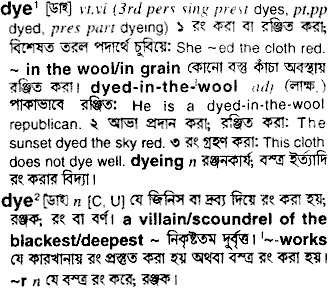 dye¹ [ডাই] vt,vi (3rd pers sing prest dyes, pt,pp
dyed, pres part dyeing) ১ রং করা বা রঞ্জিত করা;
বিশেষত তরল পদার্থে চুবিয়ে: She ~ed the cloth red.
~ in the wool/in grain (কোনো বস্তু কাঁচা অবস্থায়
রঞ্জিত করা। dyed-in-the-ˈwool adj (লাক্ষ.)
পাকাভাবে রঞ্জিত: He is a dyed-in-the-wool
republican. ২ আভা প্রদান করা; রঞ্জিত করা: The
sunset dyed the sky red. ৩ রং গ্রহণ করা: This cloth
does not dye well. dyeing n রঞ্জনকার্য; বস্ত্র ইত্যাদি
রং করার বিদ্যা।
dye² [ডাই] n [C, U] যে জিনিস বা দ্রব্য দিয়ে রং করা হয়;
রঞ্জক; রং বা বর্ণ। a villain/scoundrel of the
blackest/deepest ~ নিকৃষ্টতম দুর্বৃত্ত। ˈ~-works
যে কারখানায় রং প্রস্তুত করা হয় অথবা বস্ত্র রং করা হয়।
~r n যে বস্ত্র রং করে; রঞ্জক।